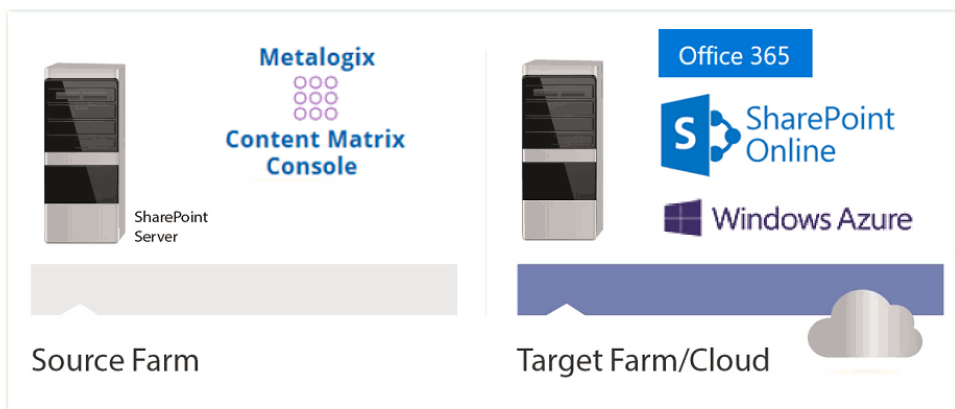 Metalogix
Content Matrix
Console
SharePoint
Server
Source Farm
Office 365
S
SharePoint
Online
Windows Azure
Target Farm/Cloud